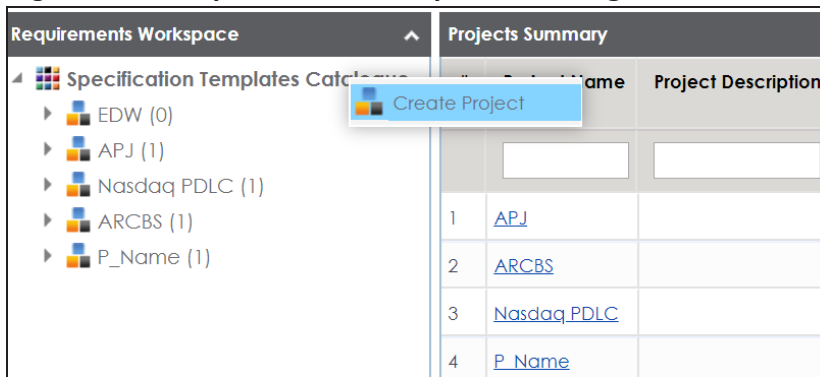 Requirements Workspace
Projects Summary
Specification Templates Catalogue
Create Project
EDW (0)
APJ (1)
Nasdaq PDLC (1)
ARCBS (1)
P_Name (1)
Name
Project Description
1 APJ
2 ARCBS
3 Nasdaq PDLC
4 P_Name